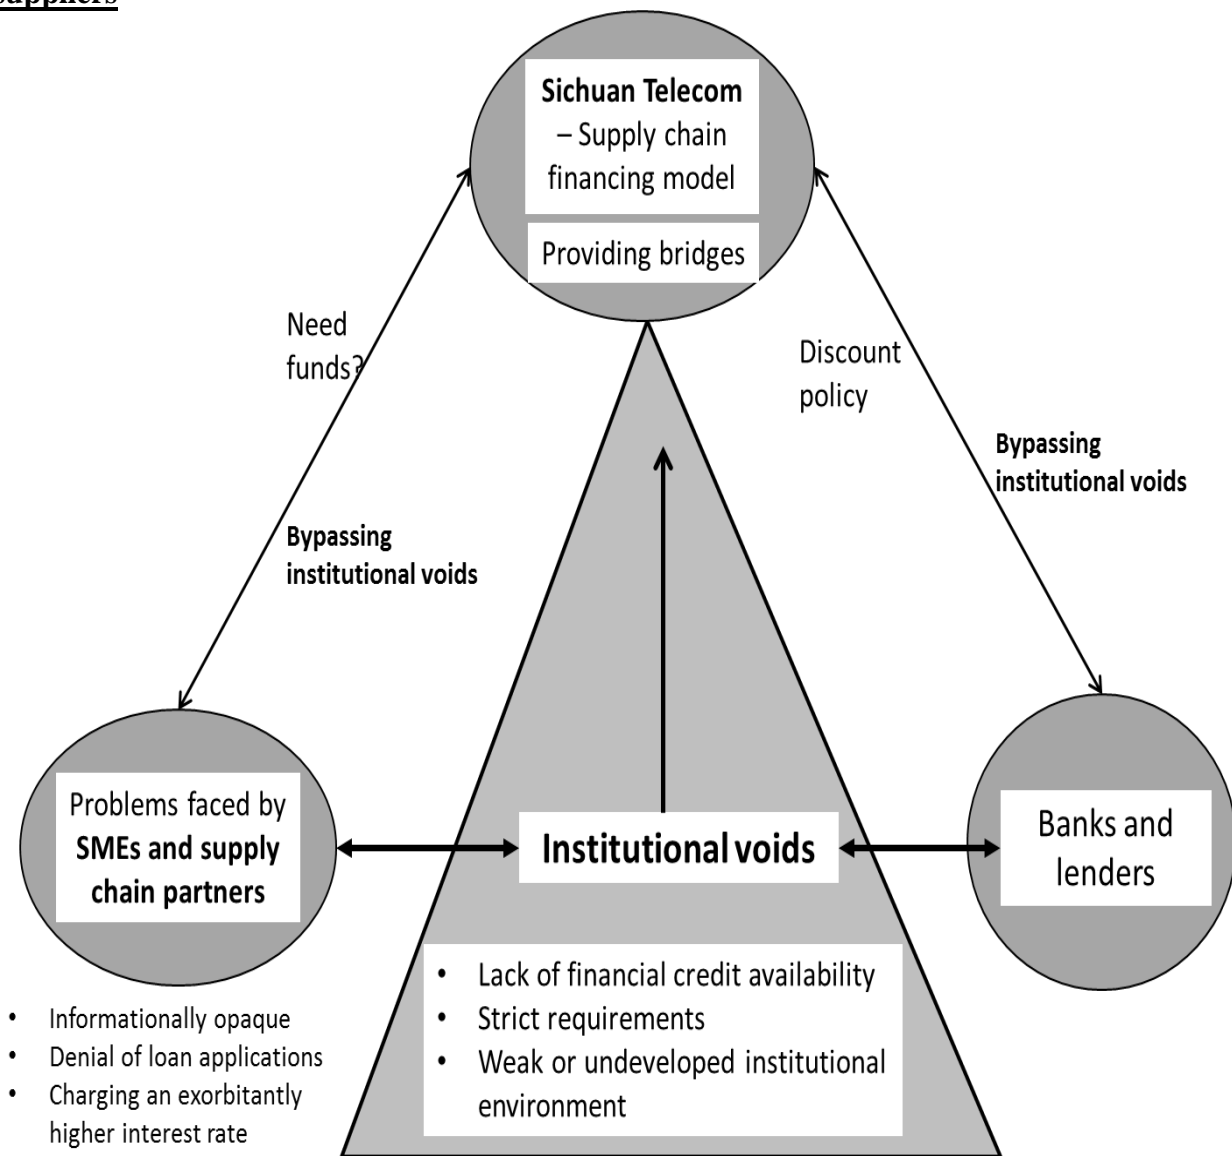 suppliers
Sichuan Telecom
– Supply chain
financing model
Providing bridges
Need
funds?
Discount
policy
Bypassing
institutional voids
Bypassing
institutional voids
Problems faced by
SMEs and supply
chain partners
Institutional voids
Banks and
lenders
• Lack of financial credit availability
• Strict requirements
• Weak or undeveloped institutional
environment
• Informationally opaque
• Denial of loan applications
• Charging an exorbitantly
higher interest rate